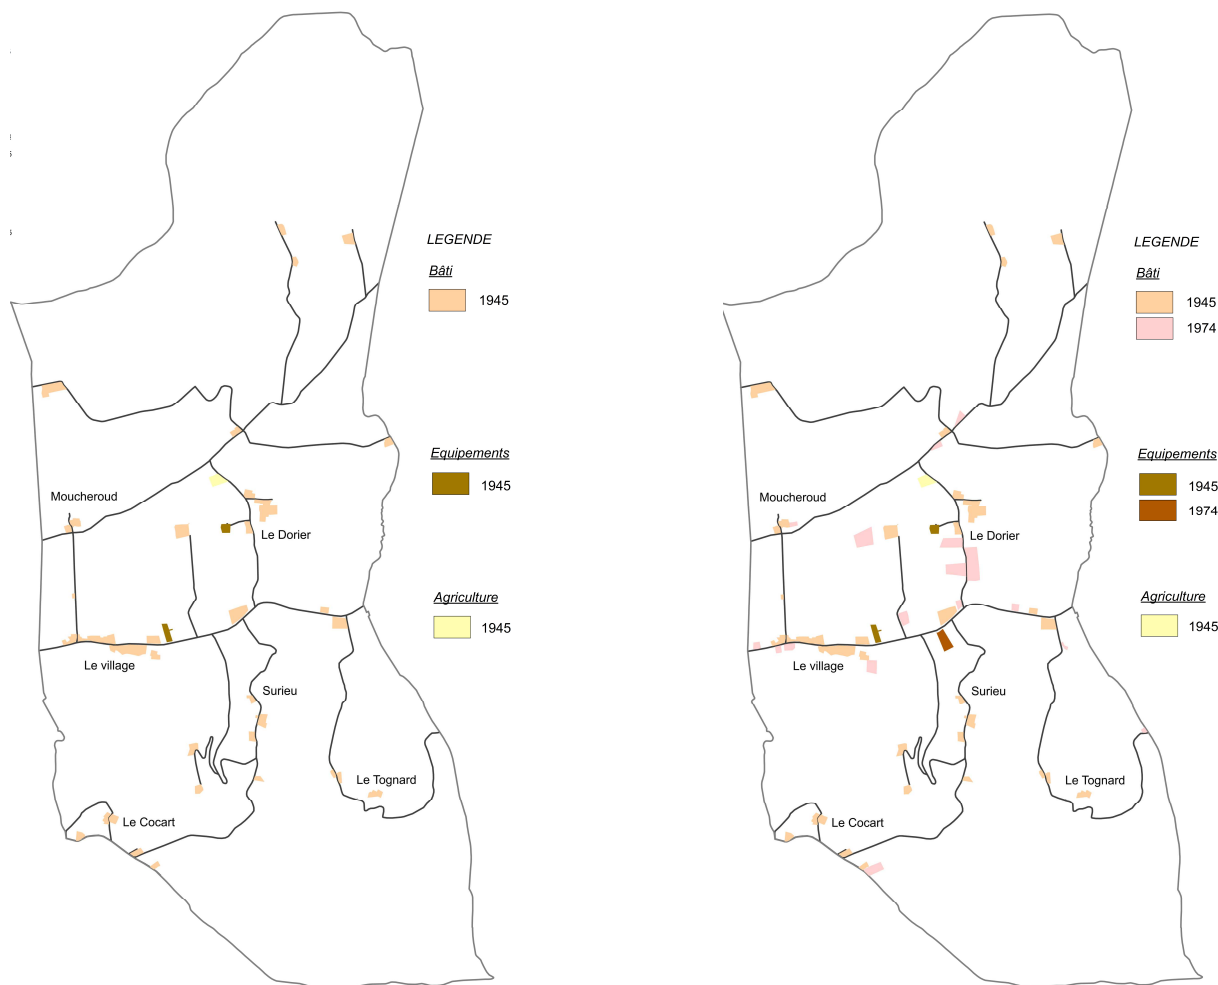 LEGENDE
Bâti
1945
Equipements
1945
Moucheroud
Le Dorier
Agriculture
1945
Le village
Surieu
Le Tognard
Le Cocart
LEGENDE
Bâti
1945
1974
Equipements
1945
1974
Moucheroud
Le Dorier
Agriculture
1945
Le village
Surieu
Le Tognard
Le Cocart